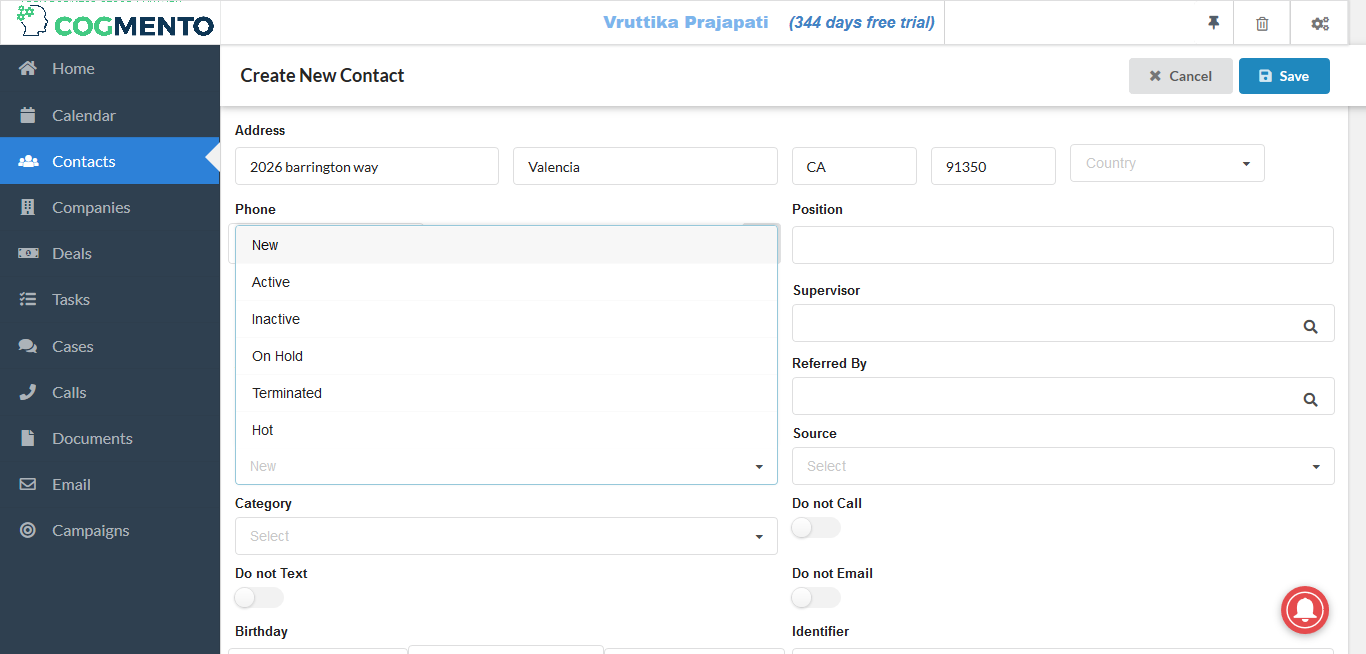 COGMENTO
Vruttika Prajapati (344 days free trial)
Home
Calendar
Contacts
Companies
Deals
Tasks
Cases
Calls
Documents
Email
Campaigns
Create New Contact
Cancel
Save
Address
2026 barrington way
Valencia
CA
91350
Country
Phone
Position
New
Active
Inactive
On Hold
Terminated
Hot
New
Supervisor
Referred By
Source
Select
Category
Select
Do not Call
Do not Text
Do not Email
Birthday
Identifier